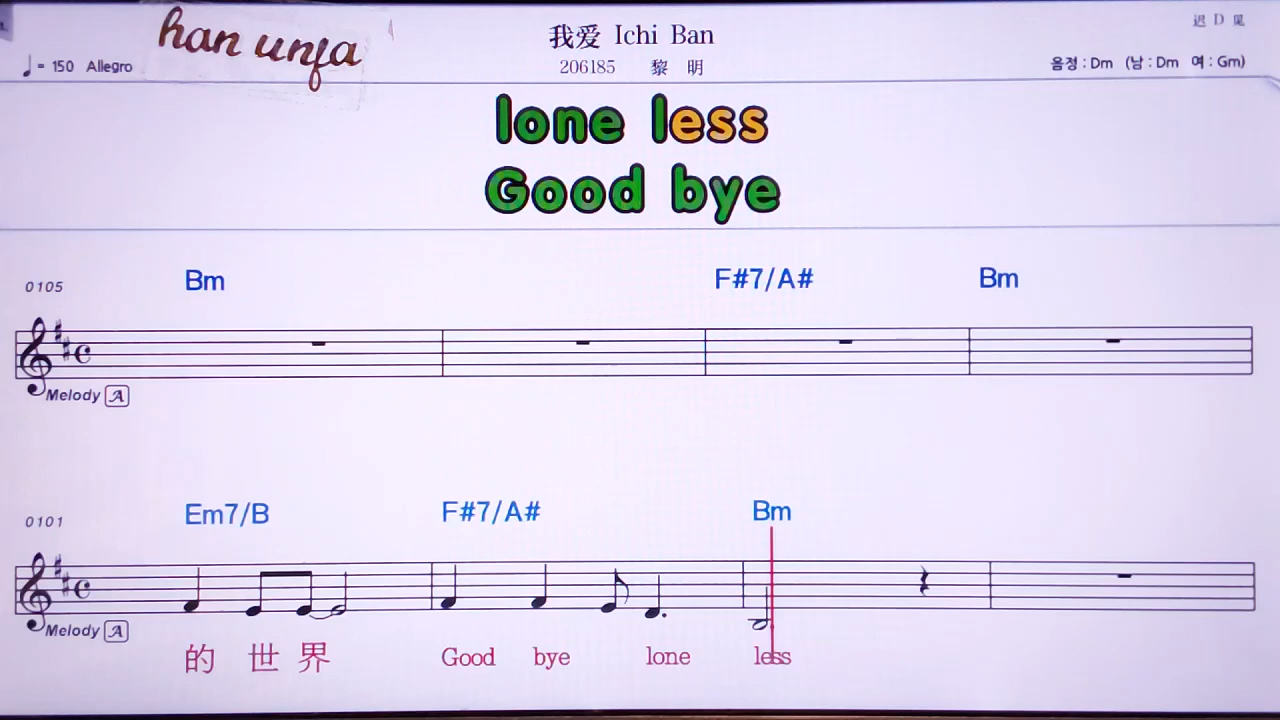 han unfa
我爱 Ichi Ban
206185 黎 明
♩= 150 Allegro
음정 : Dm (남 : Dm 여 : Gm)
lone less
Good bye
0105 Bm F#7/A# Bm
Melody A
0101 Em7/B F#7/A# Bm
Melody A
的 世 界 Good bye lone less